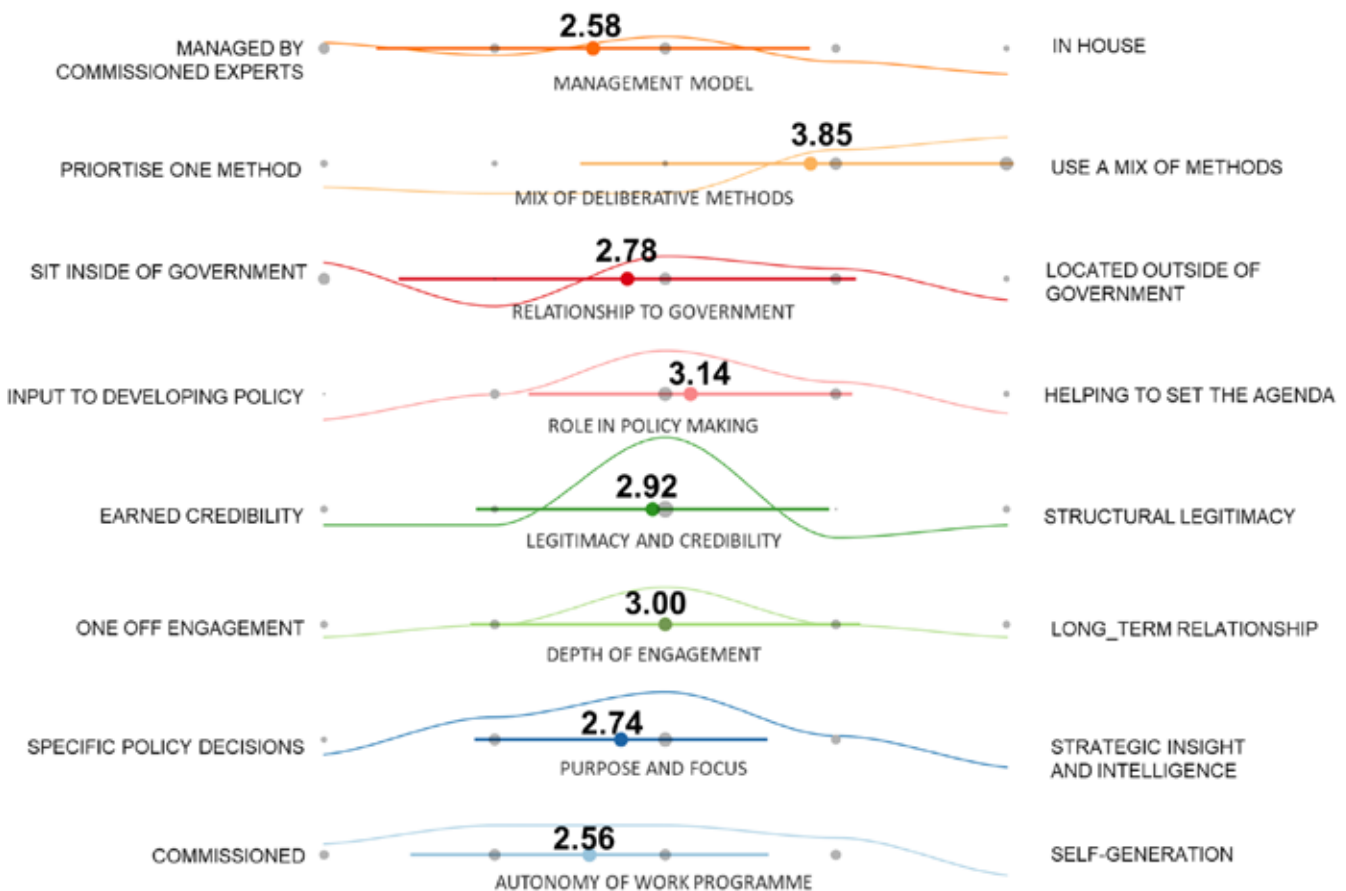 2.58
MANAGED BY
COMMISSIONED EXPERTS
IN HOUSE
MANAGEMENT MODEL
3.85
PRIORTISE ONE METHOD
USE A MIX OF METHODS
MIX OF DELIBERATIVE METHODS
2.78
SIT INSIDE OF GOVERNMENT
LOCATED OUTSIDE OF
GOVERNMENT
RELATIONSHIP TO GOVERNMENT
3.14
INPUT TO DEVELOPING POLICY
HELPING TO SET THE AGENDA
ROLE IN POLICY MAKING
2.92
EARNED CREDIBILITY
STRUCTURAL LEGITIMACY
LEGITIMACY AND CREDIBILITY
3.00
ONE OFF ENGAGEMENT
LONG_TERM RELATIONSHIP
DEPTH OF ENGAGEMENT
2.74
SPECIFIC POLICY DECISIONS
STRATEGIC INSIGHT
AND INTELLIGENCE
PURPOSE AND FOCUS
2.56
COMMISSIONED
SELF-GENERATION
AUTONOMY OF WORK PROGRAMME